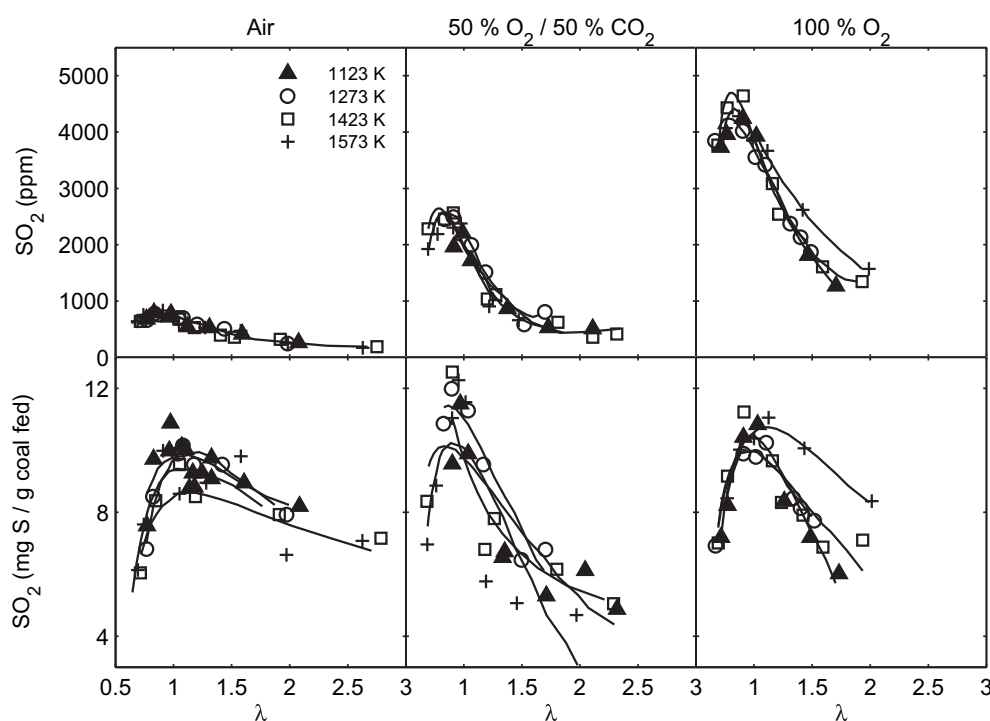 Air
50 % O2 / 50 % CO2
100 % O2
1123 K
1273 K
1423 K
1573 K
SO2 (ppm)
5000
4000
3000
2000
1000
0
SO2 (mg S / g coal fed)
12
8
4
0.5 1 1.5 2 2.5 3 1 1.5 2 2.5 3 1 1.5 2 2.5 3
λ λ λ